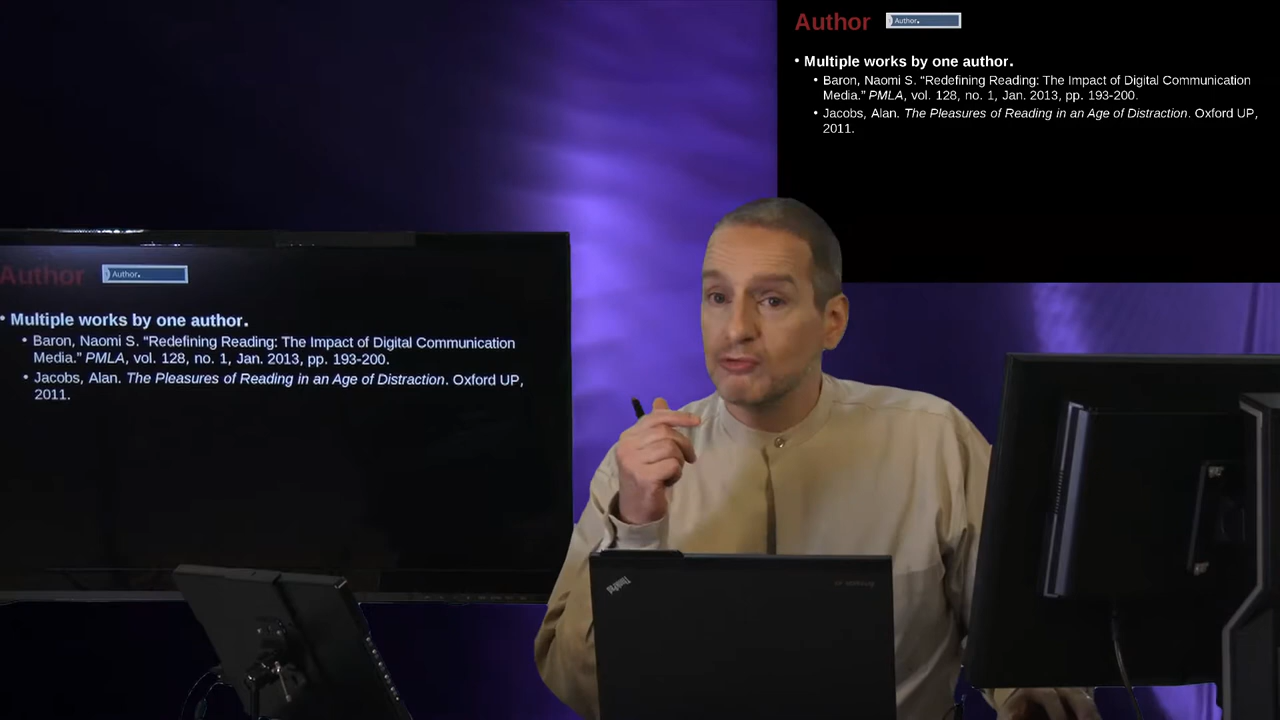 Author
Author.
• Multiple works by one author.
• Baron, Naomi S. “Redefining Reading: The Impact of Digital Communication
Media.” PMLA, vol. 128, no. 1, Jan. 2013, pp. 193-200.
• Jacobs, Alan. The Pleasures of Reading in an Age of Distraction. Oxford UP,
2011.
Author
Author.
• Multiple works by one author.
• Baron, Naomi S. “Redefining Reading: The Impact of Digital Communication
Media.” PMLA, vol. 128, no. 1, Jan. 2013, pp. 193-200.
• Jacobs, Alan. The Pleasures of Reading in an Age of Distraction. Oxford UP,
2011.
ThinkPad